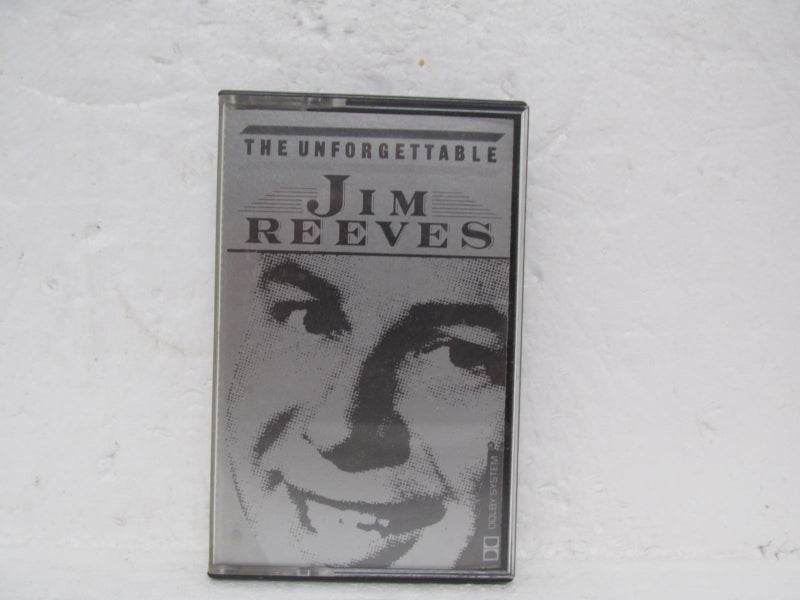 THE UNFORGETTABLE
JIM
REEVES
DOLBY SYSTEM